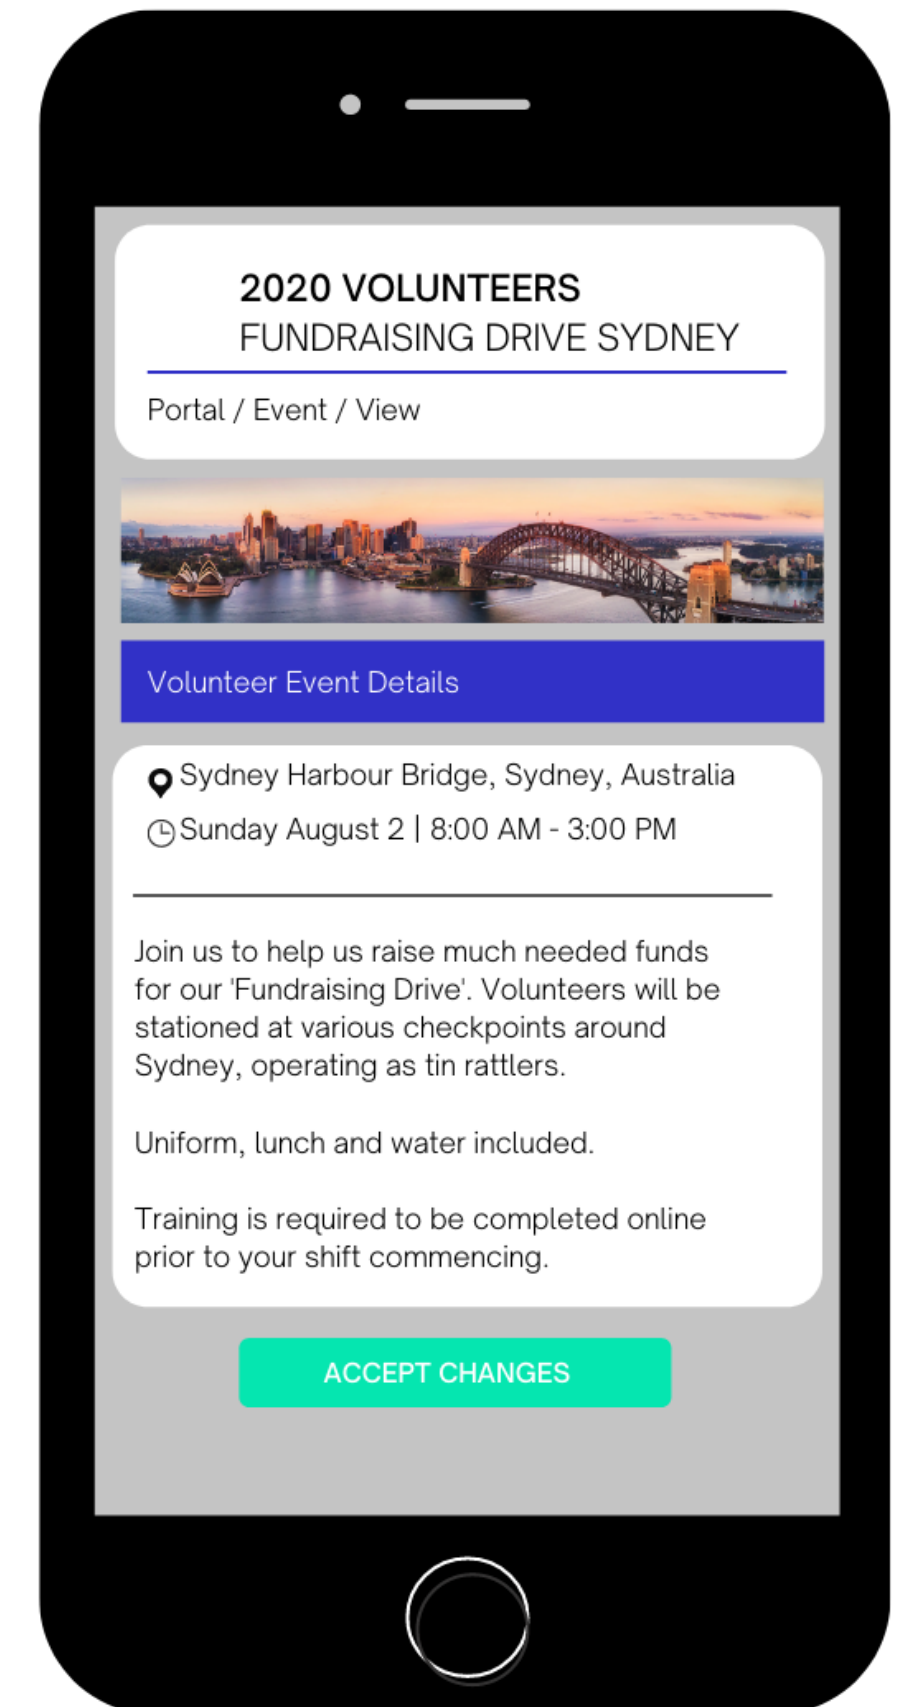 2020 VOLUNTEERS
FUNDRAISING DRIVE SYDNEY
Portal / Event / View
Volunteer Event Details
Sydney Harbour Bridge, Sydney, Australia
Sunday August 2 | 8:00 AM - 3:00 PM
Join us to help us raise much needed funds
for our 'Fundraising Drive'. Volunteers will be
stationed at various checkpoints around
Sydney, operating as tin rattlers.
Uniform, lunch and water included.
Training is required to be completed online
prior to your shift commencing.
ACCEPT CHANGES